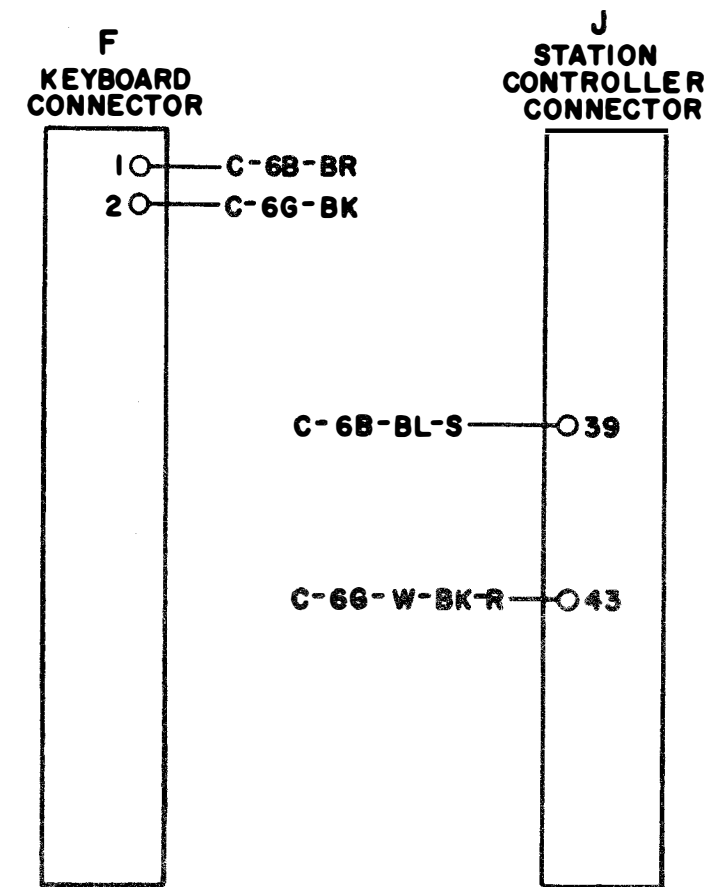 F
KEYBOARD
CONNECTOR
1 C-6B-BR
2 C-6G-BK
J
STATION
CONTROLLER
CONNECTOR
C-6B-BL-S 39
C-6G-W-BK-R 43